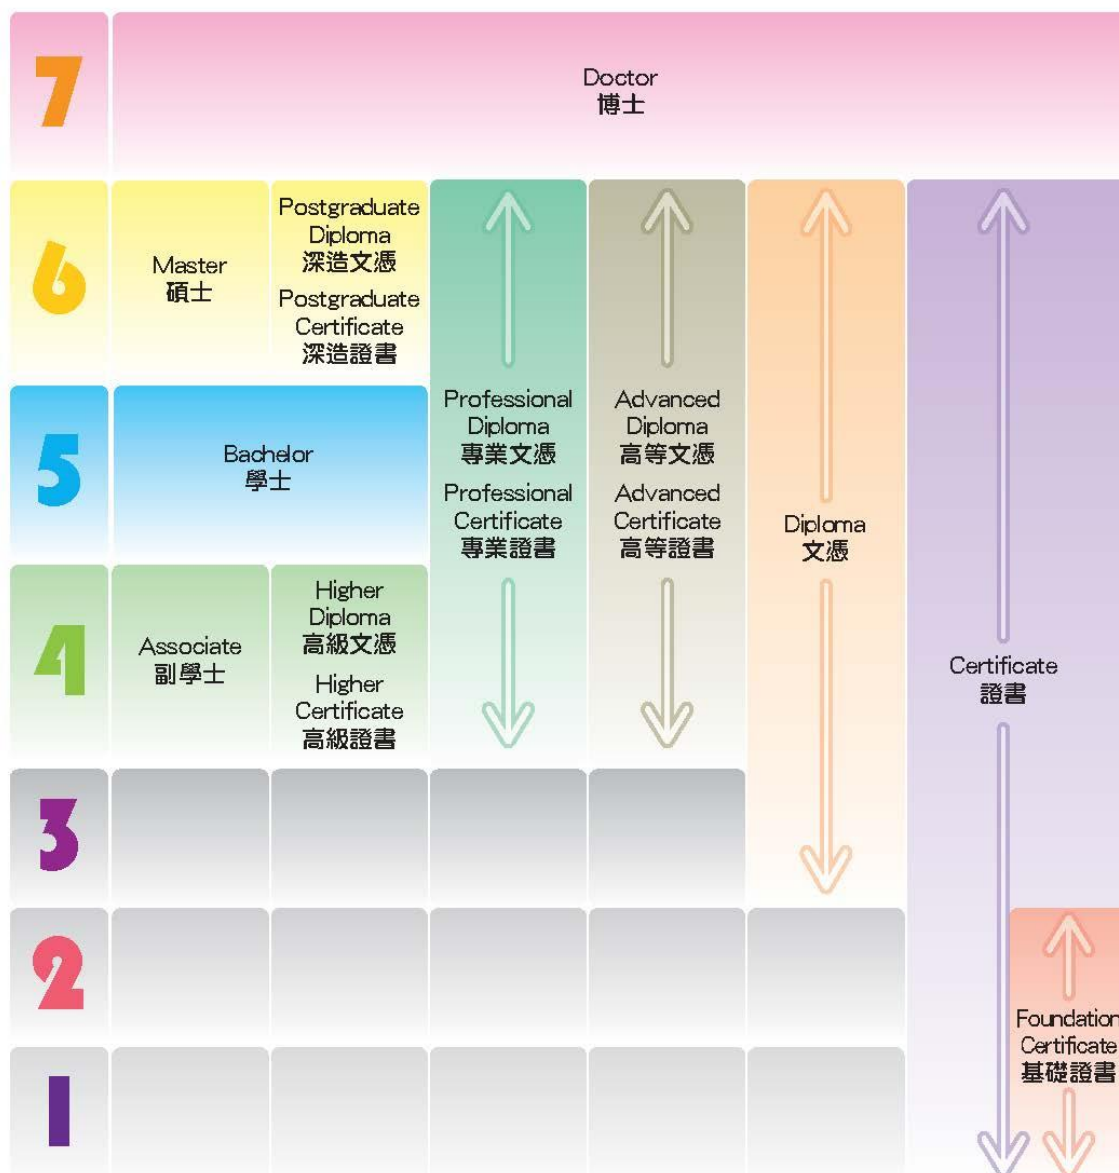 7
Doctor
博士
6
Master
碩士
Postgraduate
Diploma
深造文憑
Postgraduate
Certificate
深造證書
5
Bachelor
學士
Professional
Diploma
專業文憑
Professional
Certificate
專業證書
Advanced
Diploma
高等文憑
Advanced
Certificate
高等證書
Diploma
文憑
4
Associate
副學士
Higher
Diploma
高級文憑
Higher
Certificate
高級證書
Certificate
證書
3
2
Foundation
Certificate
基礎證書
1